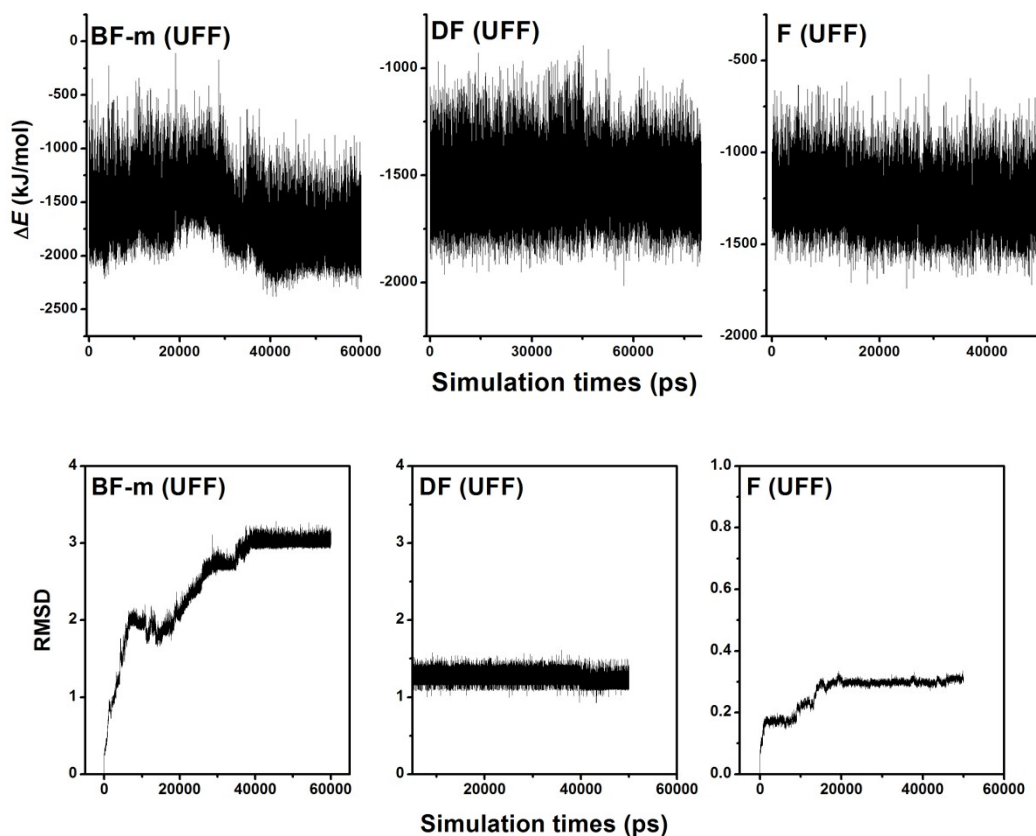 BF-m (UFF)
DF (UFF)
F (UFF)
ΔE (kJ/mol)
0
-500
-1000
-1500
-2000
-2500
-1000
-1500
-2000
-500
-1000
-1500
-2000
0 20000 40000 60000
0 30000 60000
0 20000 40000
Simulation times (ps)
BF-m (UFF)
DF (UFF)
F (UFF)
RMSD
4
3
2
1
0
4
3
2
1
0
1.0
0.8
0.6
0.4
0.2
0.0
0 20000 40000 60000
20000 40000 60000
0 20000 40000 60000
Simulation times (ps)